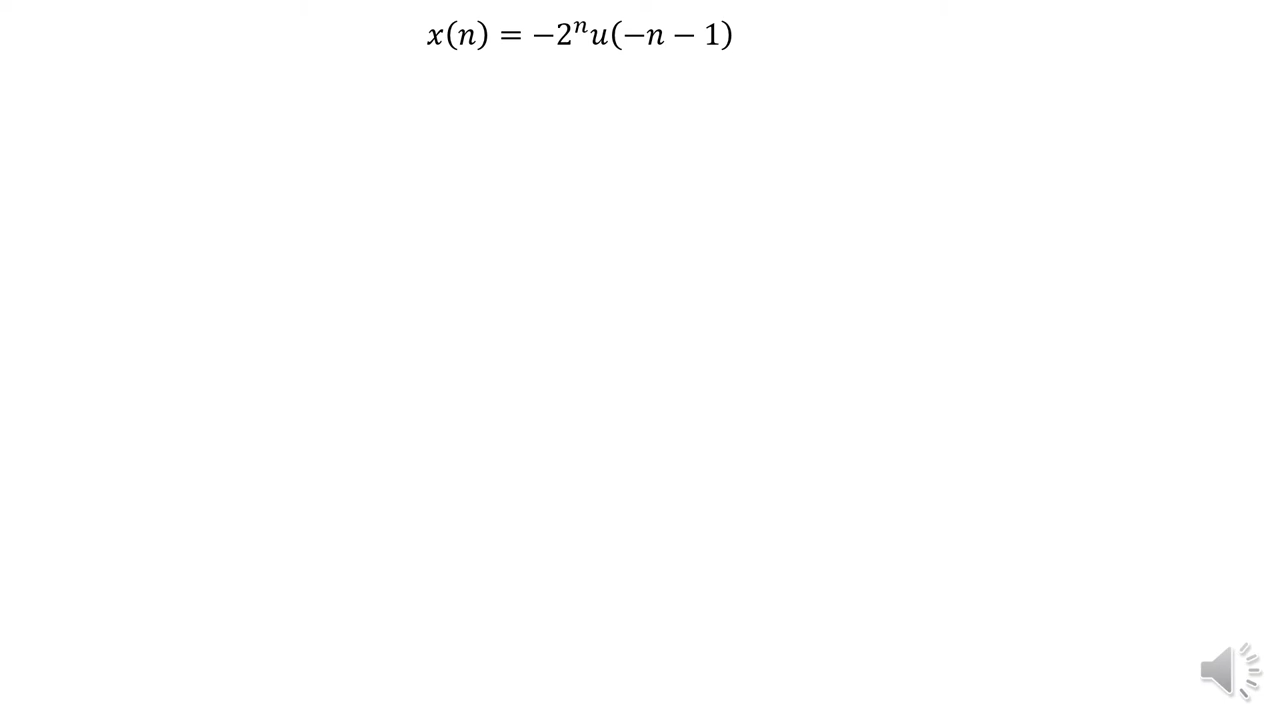 x(n) = −2ⁿu(−n − 1)